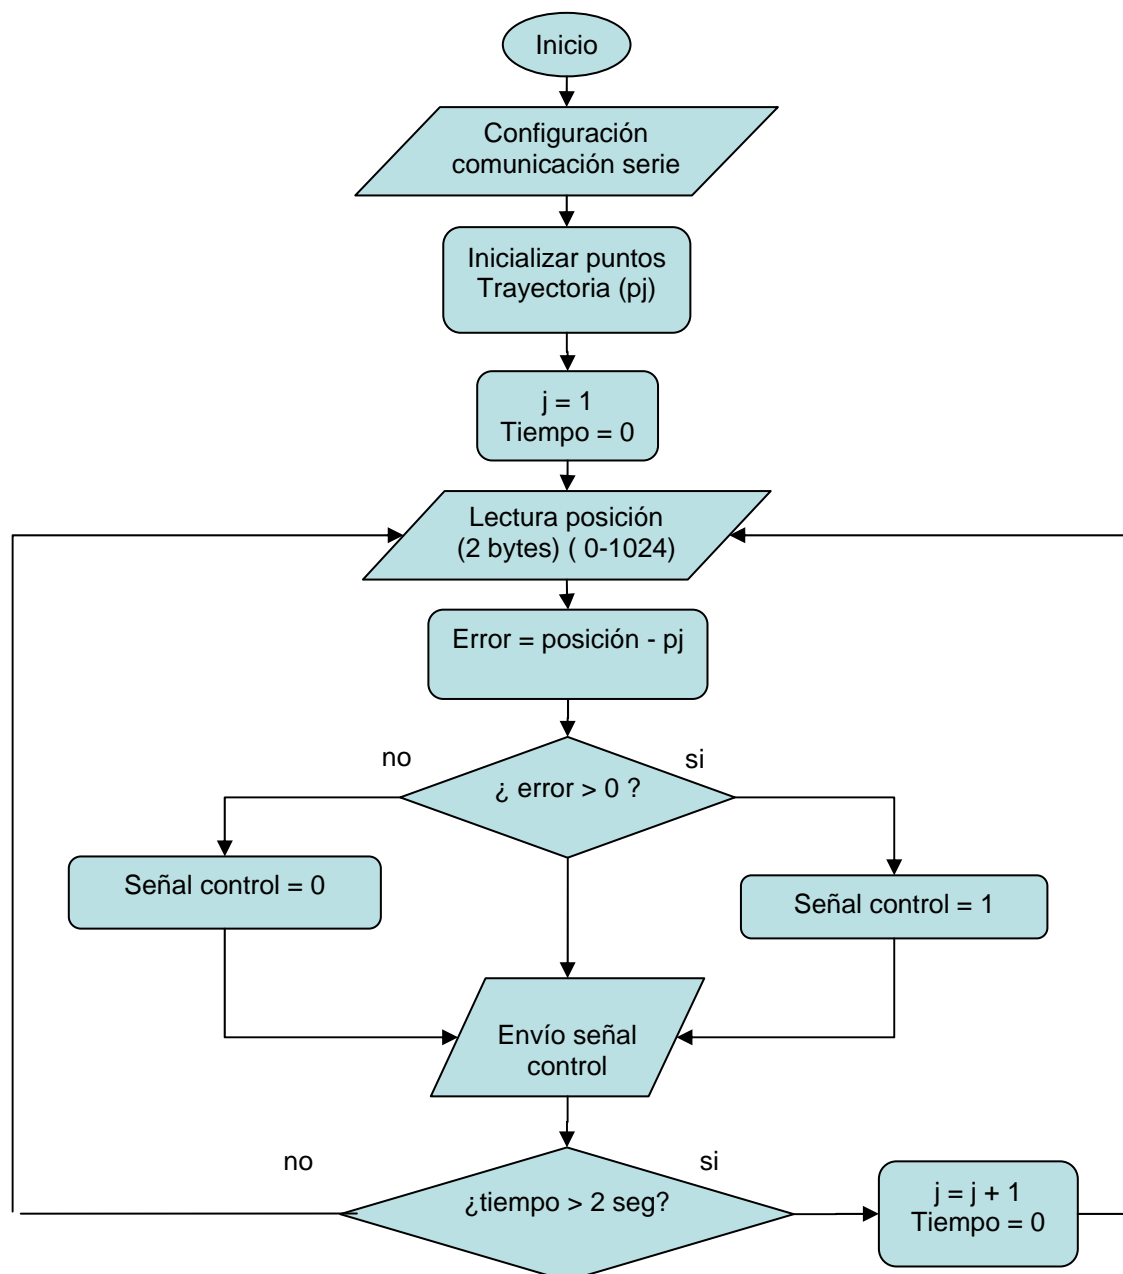 Inicio
Configuración
comunicación serie
Inicializar puntos
Trayectoria (pj)
j = 1
Tiempo = 0
Lectura posición
(2 bytes) ( 0-1024)
Error = posición - pj
no
si
¿ error > 0 ?
Señal control = 0
Señal control = 1
Envío señal
control
no
si
¿tiempo > 2 seg?
j = j + 1
Tiempo = 0